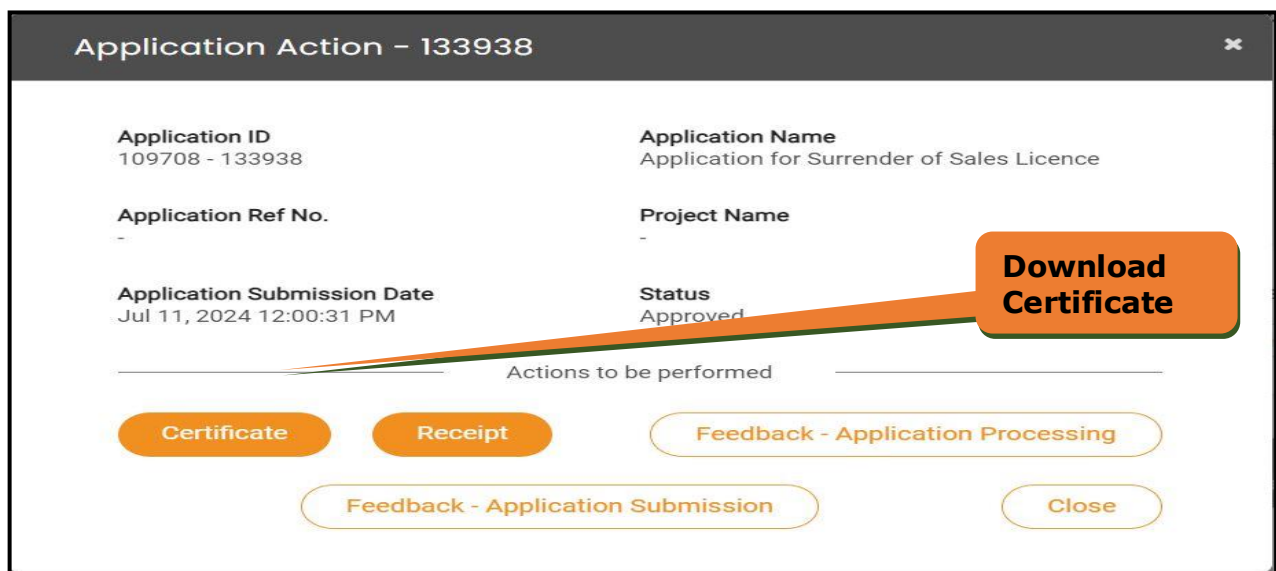 Application Action - 133938
Application ID
109708 - 133938
Application Name
Application for Surrender of Sales Licence
Application Ref No.
-
Project Name
-
Application Submission Date
Jul 11, 2024 12:00:31 PM
Status
Approved
Download
Certificate
Actions to be performed
Certificate
Receipt
Feedback - Application Processing
Feedback - Application Submission
Close